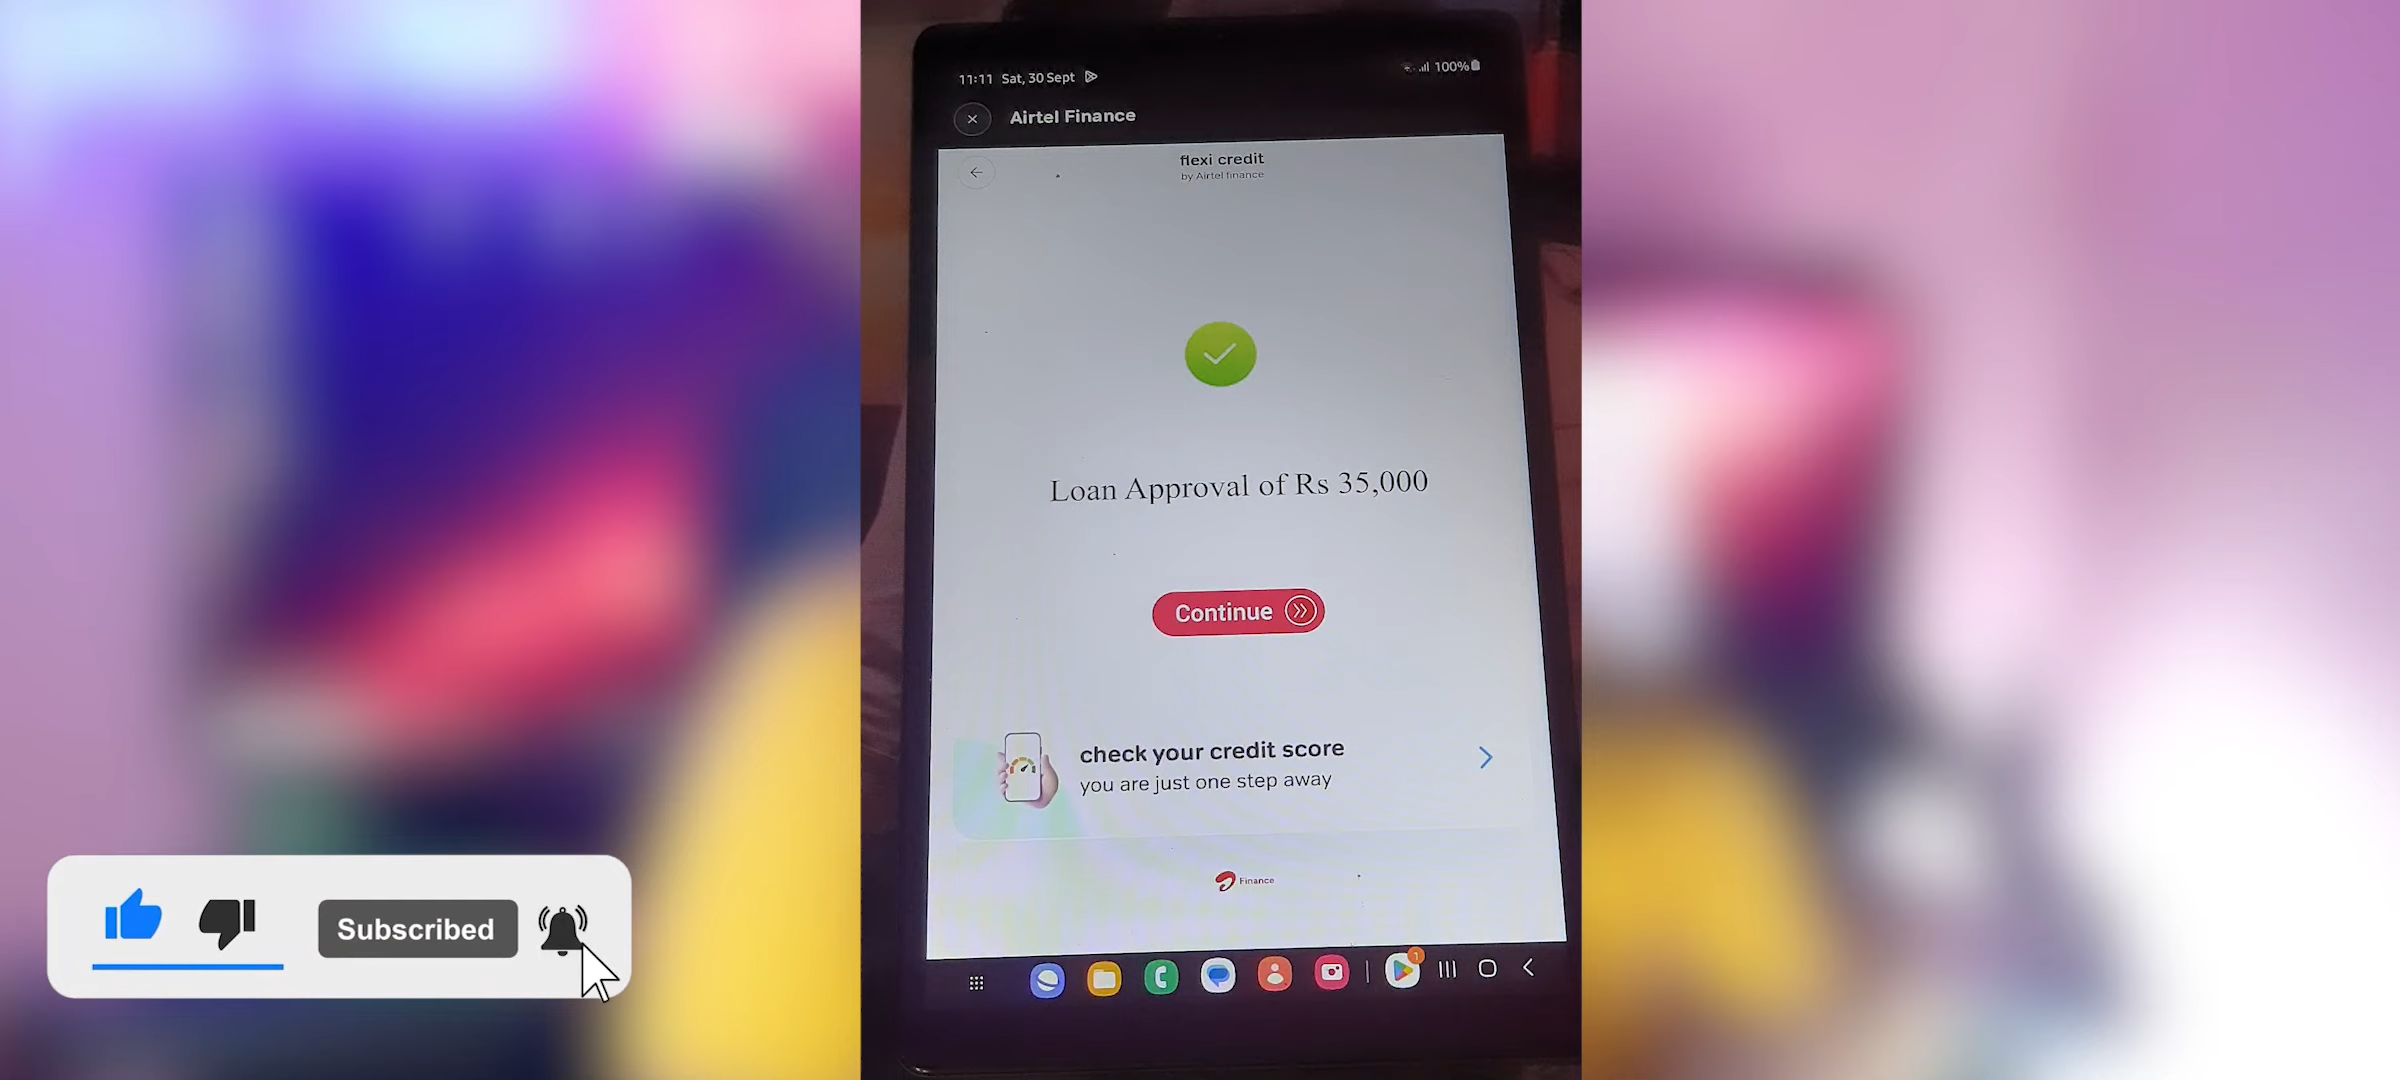 11:11 Sat, 30 Sept
100%
Airtel Finance
flexi credit
by Airtel finance
Loan Approval of Rs 35,000
Continue
check your credit score
you are just one step away
Finance
1
Subscribed